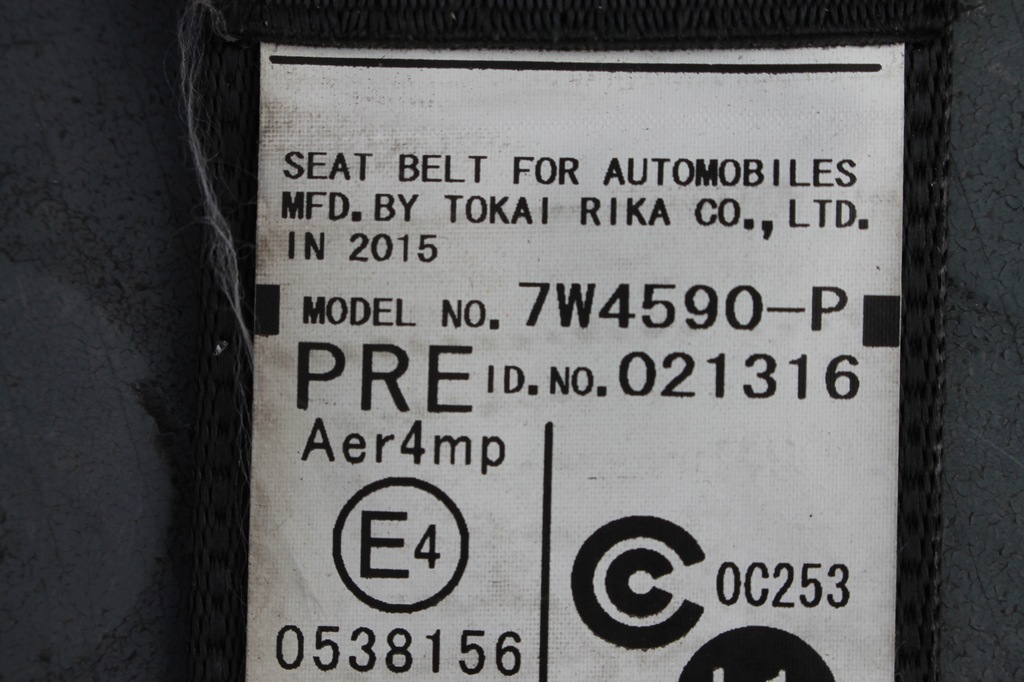 SEAT BELT FOR AUTOMOBILES
MFD. BY TOKAI RIKA CO., LTD.
IN 2015
MODEL NO. 7W4590-P
PRE ID. NO. 021316
Aer4mp
E4
0538156
OC253